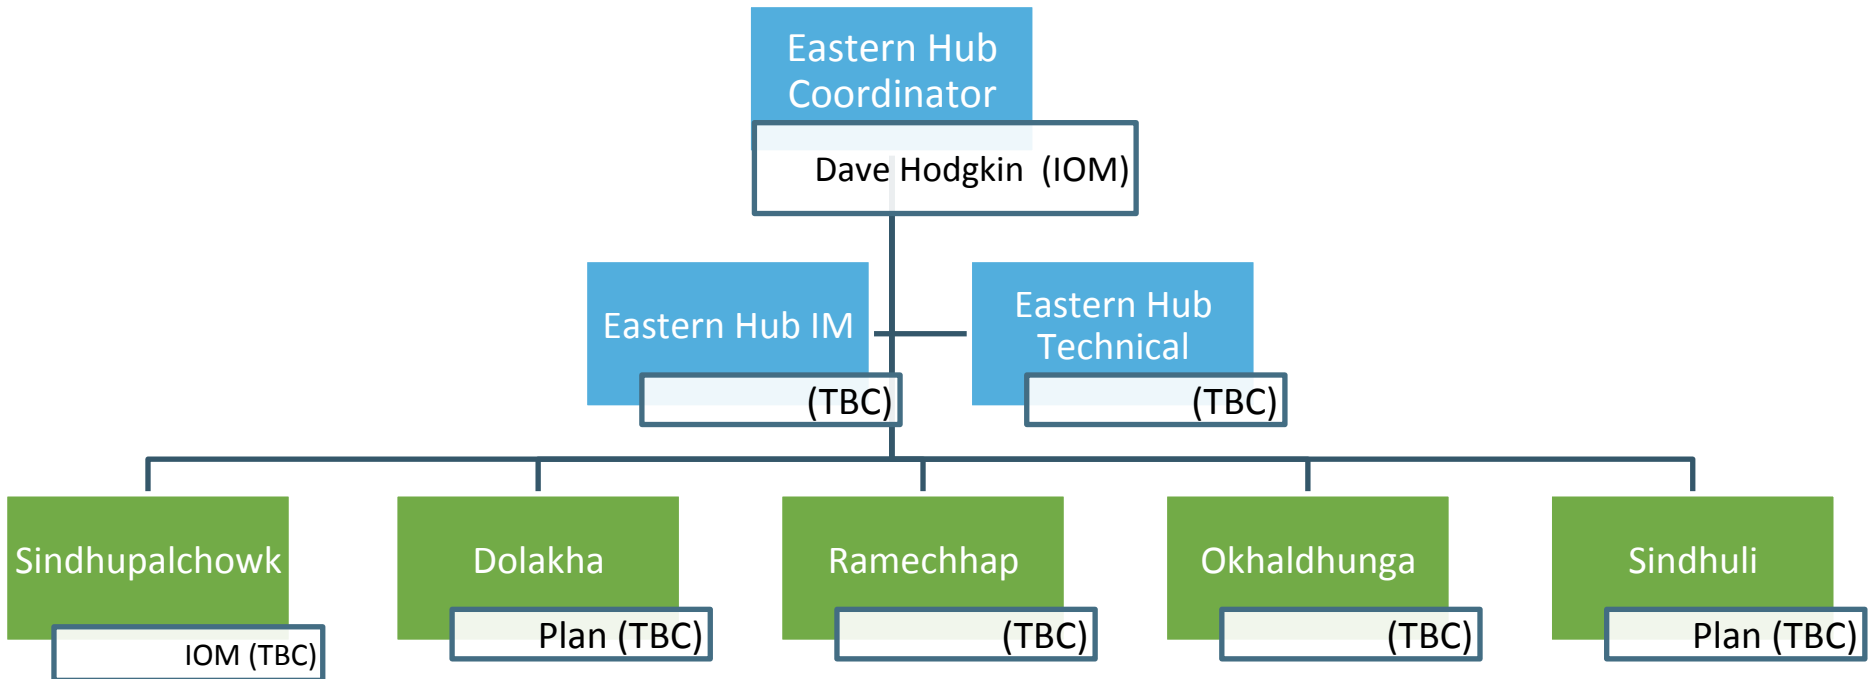 Eastern Hub
Coordinator
Dave Hodgkin (IOM)
Eastern Hub IM
(TBC)
Eastern Hub
Technical
(TBC)
Sindhupalchowk
IOM (TBC)
Dolakha
Plan (TBC)
Ramechhap
(TBC)
Okhaldhunga
(TBC)
Sindhuli
Plan (TBC)